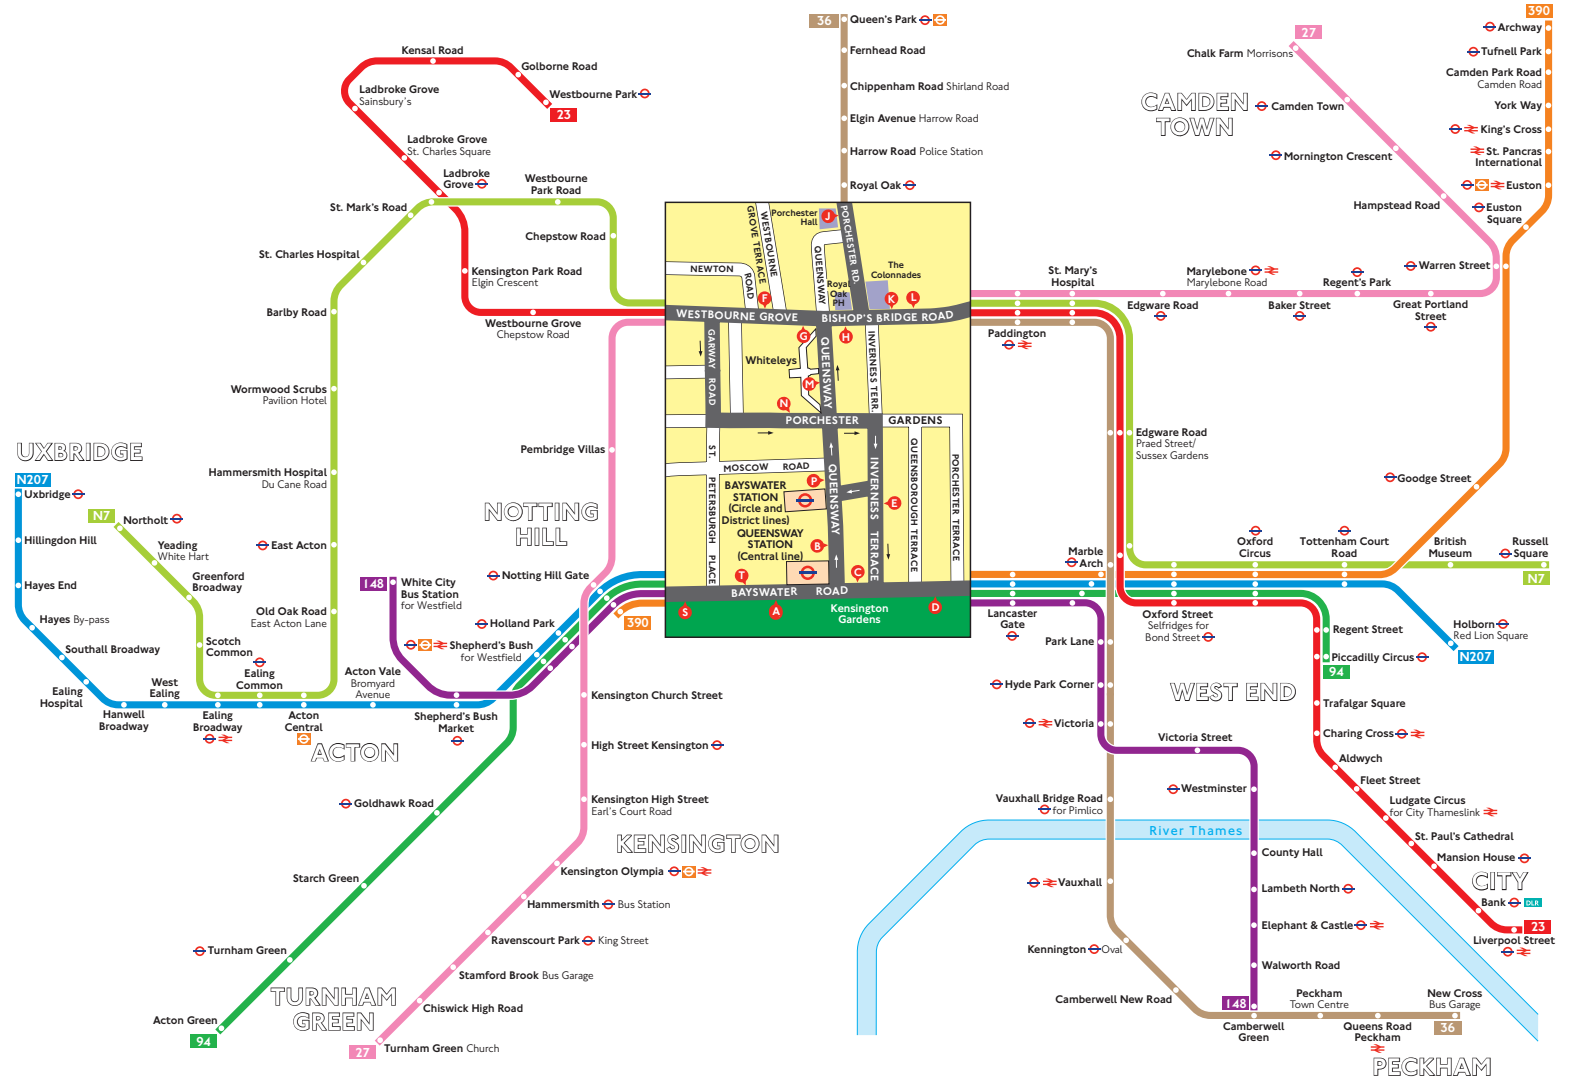 36
Queen's Park
Fernhead Road
Chippenham Road Shirland Road
Elgin Avenue Harrow Road
Harrow Road Police Station
Royal Oak
Kensal Road
Golborne Road
Westbourne Park
23
Ladbroke Grove
Sainsbury's
Ladbroke Grove
St. Charles Square
Ladbroke
Grove
Westbourne
Park Road
St. Mark's Road
Chepstow Road
St. Charles Hospital
Kensington Park Road
Elgin Crescent
Barlby Road
Westbourne Grove
Chepstow Road
Wormwood Scrubs
Pavilion Hotel
Pembridge Villas
Hammersmith Hospital
Du Cane Road
UXBRIDGE
N207
Uxbridge
Hillingdon Hill
Hayes End
Hayes By-pass
Southall Broadway
Ealing
Hospital
Hanwell
Broadway
West
Ealing
N7
Northolt
Yeading
White Hart
Greenford
Broadway
Scotch
Common
Ealing
Common
Ealing
Broadway
Acton
Central
ACTON
East Acton
Old Oak Road
East Acton Lane
Acton Vale
Bromyard
Avenue
148
White City
Bus Station
for Westfield
Shepherd's Bush
for Westfield
Shepherd's Bush
Market
NOTTING
HILL
Notting Hill Gate
Holland Park
390
Kensington Church Street
High Street Kensington
Kensington High Street
Earl's Court Road
KENSINGTON
Kensington Olympia
Hammersmith Bus Station
Ravenscourt Park King Street
Stamford Brook Bus Garage
Chiswick High Road
Turnham Green Church
27
Goldhawk Road
Starch Green
Turnham Green
TURNHAM
GREEN
Acton Green
94
Porchester
Hall
J
PORCHESTER RD.
WESTBOURNE
GROVE TERRACE
QUEENSWAY
The
Colonnades
NEWTON
ROAD
Royal
Oak
PH
F
K
L
WESTBOURNE GROVE
BISHOP'S BRIDGE ROAD
G
H
GARWAY ROAD
Whiteleys
QUEENSWAY
INVERNESS TERR.
M
N
PORCHESTER
GARDENS
ST. PETERSBURGH PLACE
MOSCOW ROAD
QUEENSWAY
INVERNESS TERRACE
QUEENSBOROUGH TERRACE
PORCHESTER TERRACE
BAYSWATER
STATION
(Circle and
District lines)
P
E
QUEENSWAY
STATION
(Central line)
B
T
C
BAYSWATER ROAD
S
A
Kensington
Gardens
D
27
Chalk Farm Morrisons
CAMDEN
TOWN
Camden Town
Mornington Crescent
Hampstead Road
390
Archway
Tufnell Park
Camden Park Road
Camden Road
York Way
King's Cross
St. Pancras
International
Euston
Euston
Square
Warren Street
St. Mary's
Hospital
Marylebone
Marylebone Road
Regent's Park
Edgware Road
Baker Street
Great Portland
Street
Paddington
Edgware Road
Praed Street/
Sussex Gardens
Goodge Street
Marble
Arch
Oxford
Circus
Tottenham Court
Road
British
Museum
Russell
Square
N7
Lancaster
Gate
Park Lane
Oxford Street
Selfridges for
Bond Street
Regent Street
Piccadilly Circus
94
Holborn
Red Lion Square
N207
Hyde Park Corner
WEST END
Victoria
Victoria Street
Trafalgar Square
Charing Cross
Aldwych
Fleet Street
Ludgate Circus
for City Thameslink
St. Paul's Cathedral
Mansion House
CITY
Bank
DLR
23
Liverpool Street
Westminster
Vauxhall Bridge Road
for Pimlico
River Thames
County Hall
Vauxhall
Lambeth North
Elephant & Castle
Kennington Oval
Walworth Road
Camberwell New Road
148
Camberwell
Green
Peckham
Town Centre
Queens Road
Peckham
New Cross
Bus Garage
36
PECKHAM